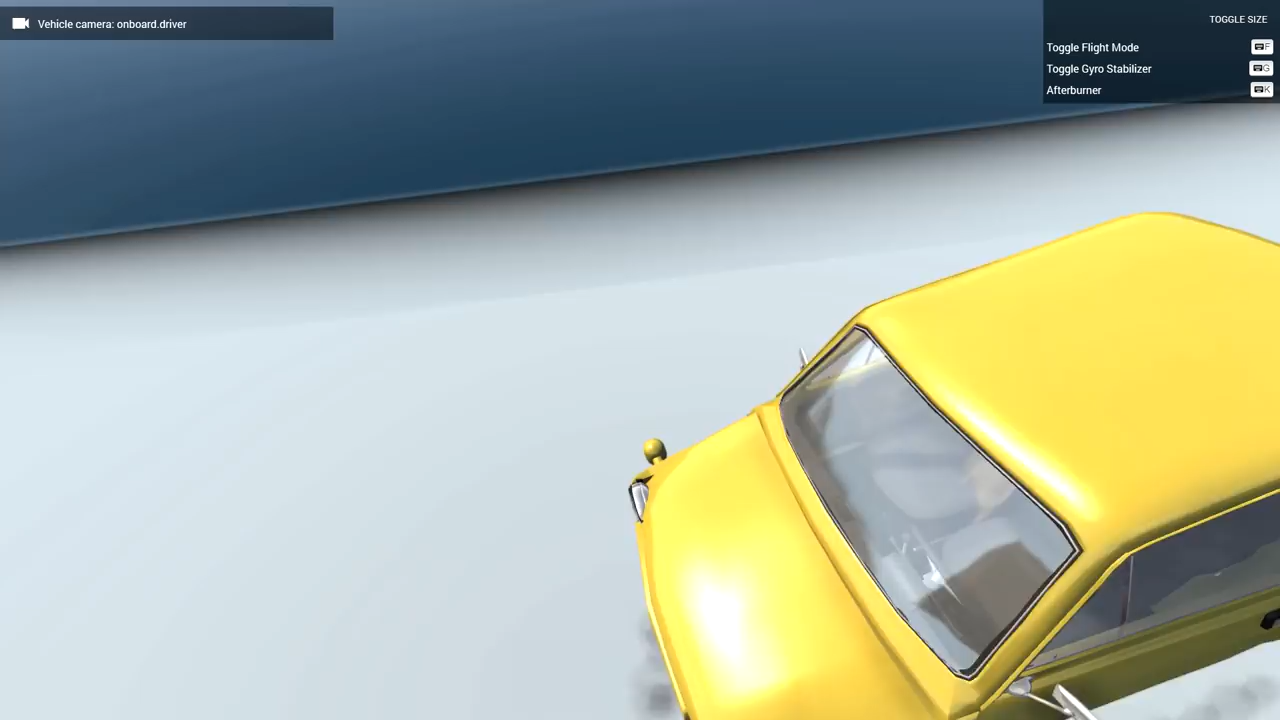 Vehicle camera: onboard.driver
TOGGLE SIZE
Toggle Flight Mode F
Toggle Gyro Stabilizer G
Afterburner K